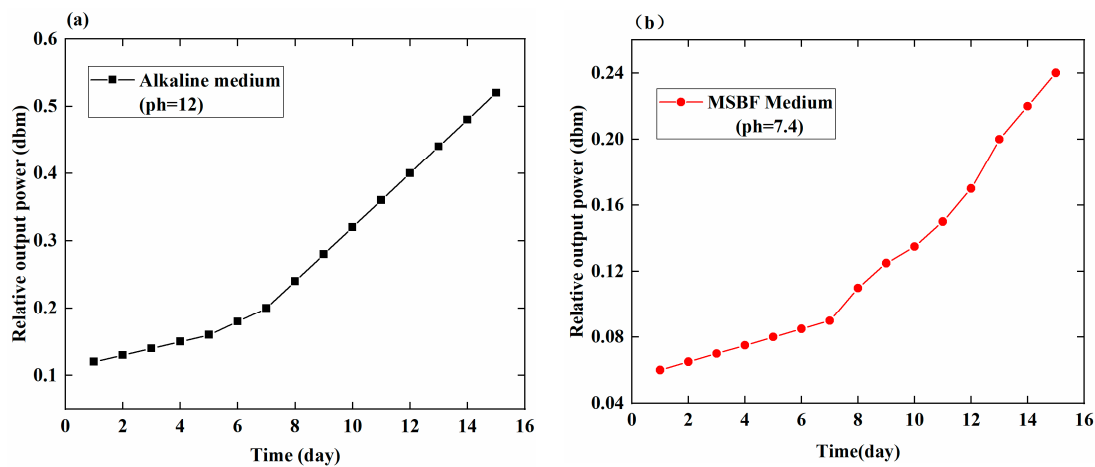 (a)
0.6
0.5
0.4
0.3
0.2
0.1
Relative output power (dbm)
Alkaline medium
(ph=12)
0 2 4 6 8 10 12 14 16
Time (day)
（b）
0.24
0.20
0.16
0.12
0.08
0.04
Relative output power (dbm)
MSBF Medium
(ph=7.4)
0 2 4 6 8 10 12 14 16
Time(day)